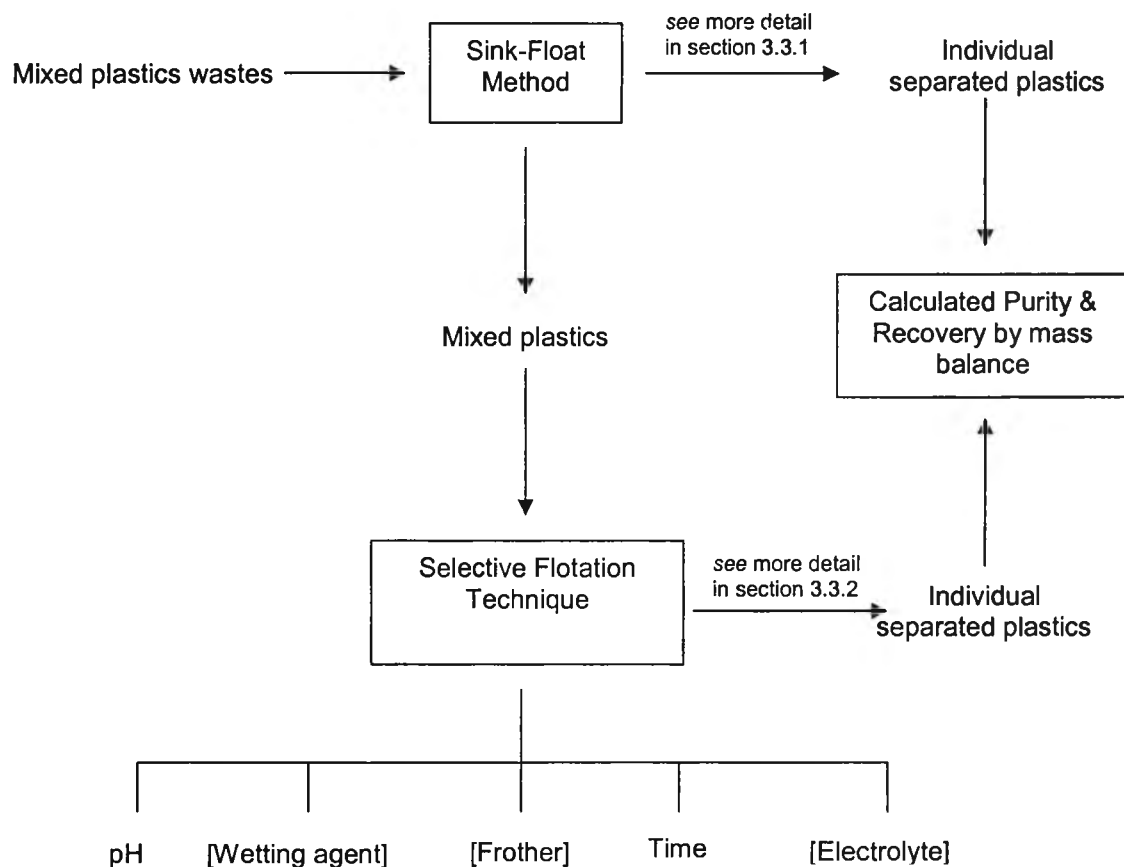 Mixed plastics wastes
Sink-Float
Method
see more detail
in section 3.3.1
Individual
separated plastics
Calculated Purity &
Recovery by mass
balance
Mixed plastics
Selective Flotation
Technique
see more detail
in section 3.3.2
Individual
separated plastics
pH
[Wetting agent]
[Frother]
Time
[Electrolyte]